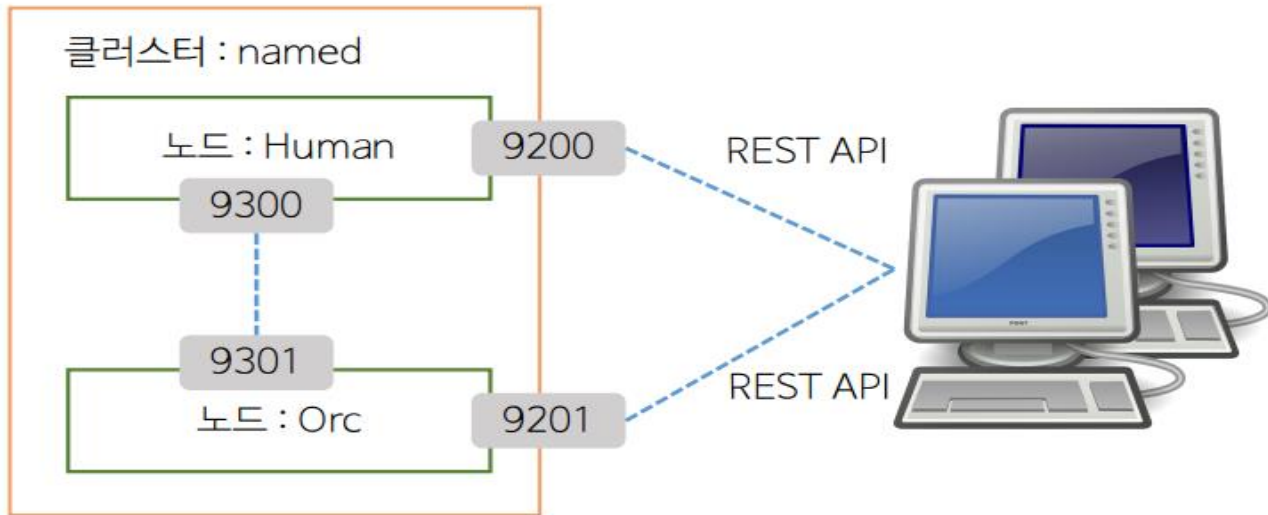 클러스터 : named
노드 : Human
9200
REST API
9300
9301
노드 : Orc
9201
REST API